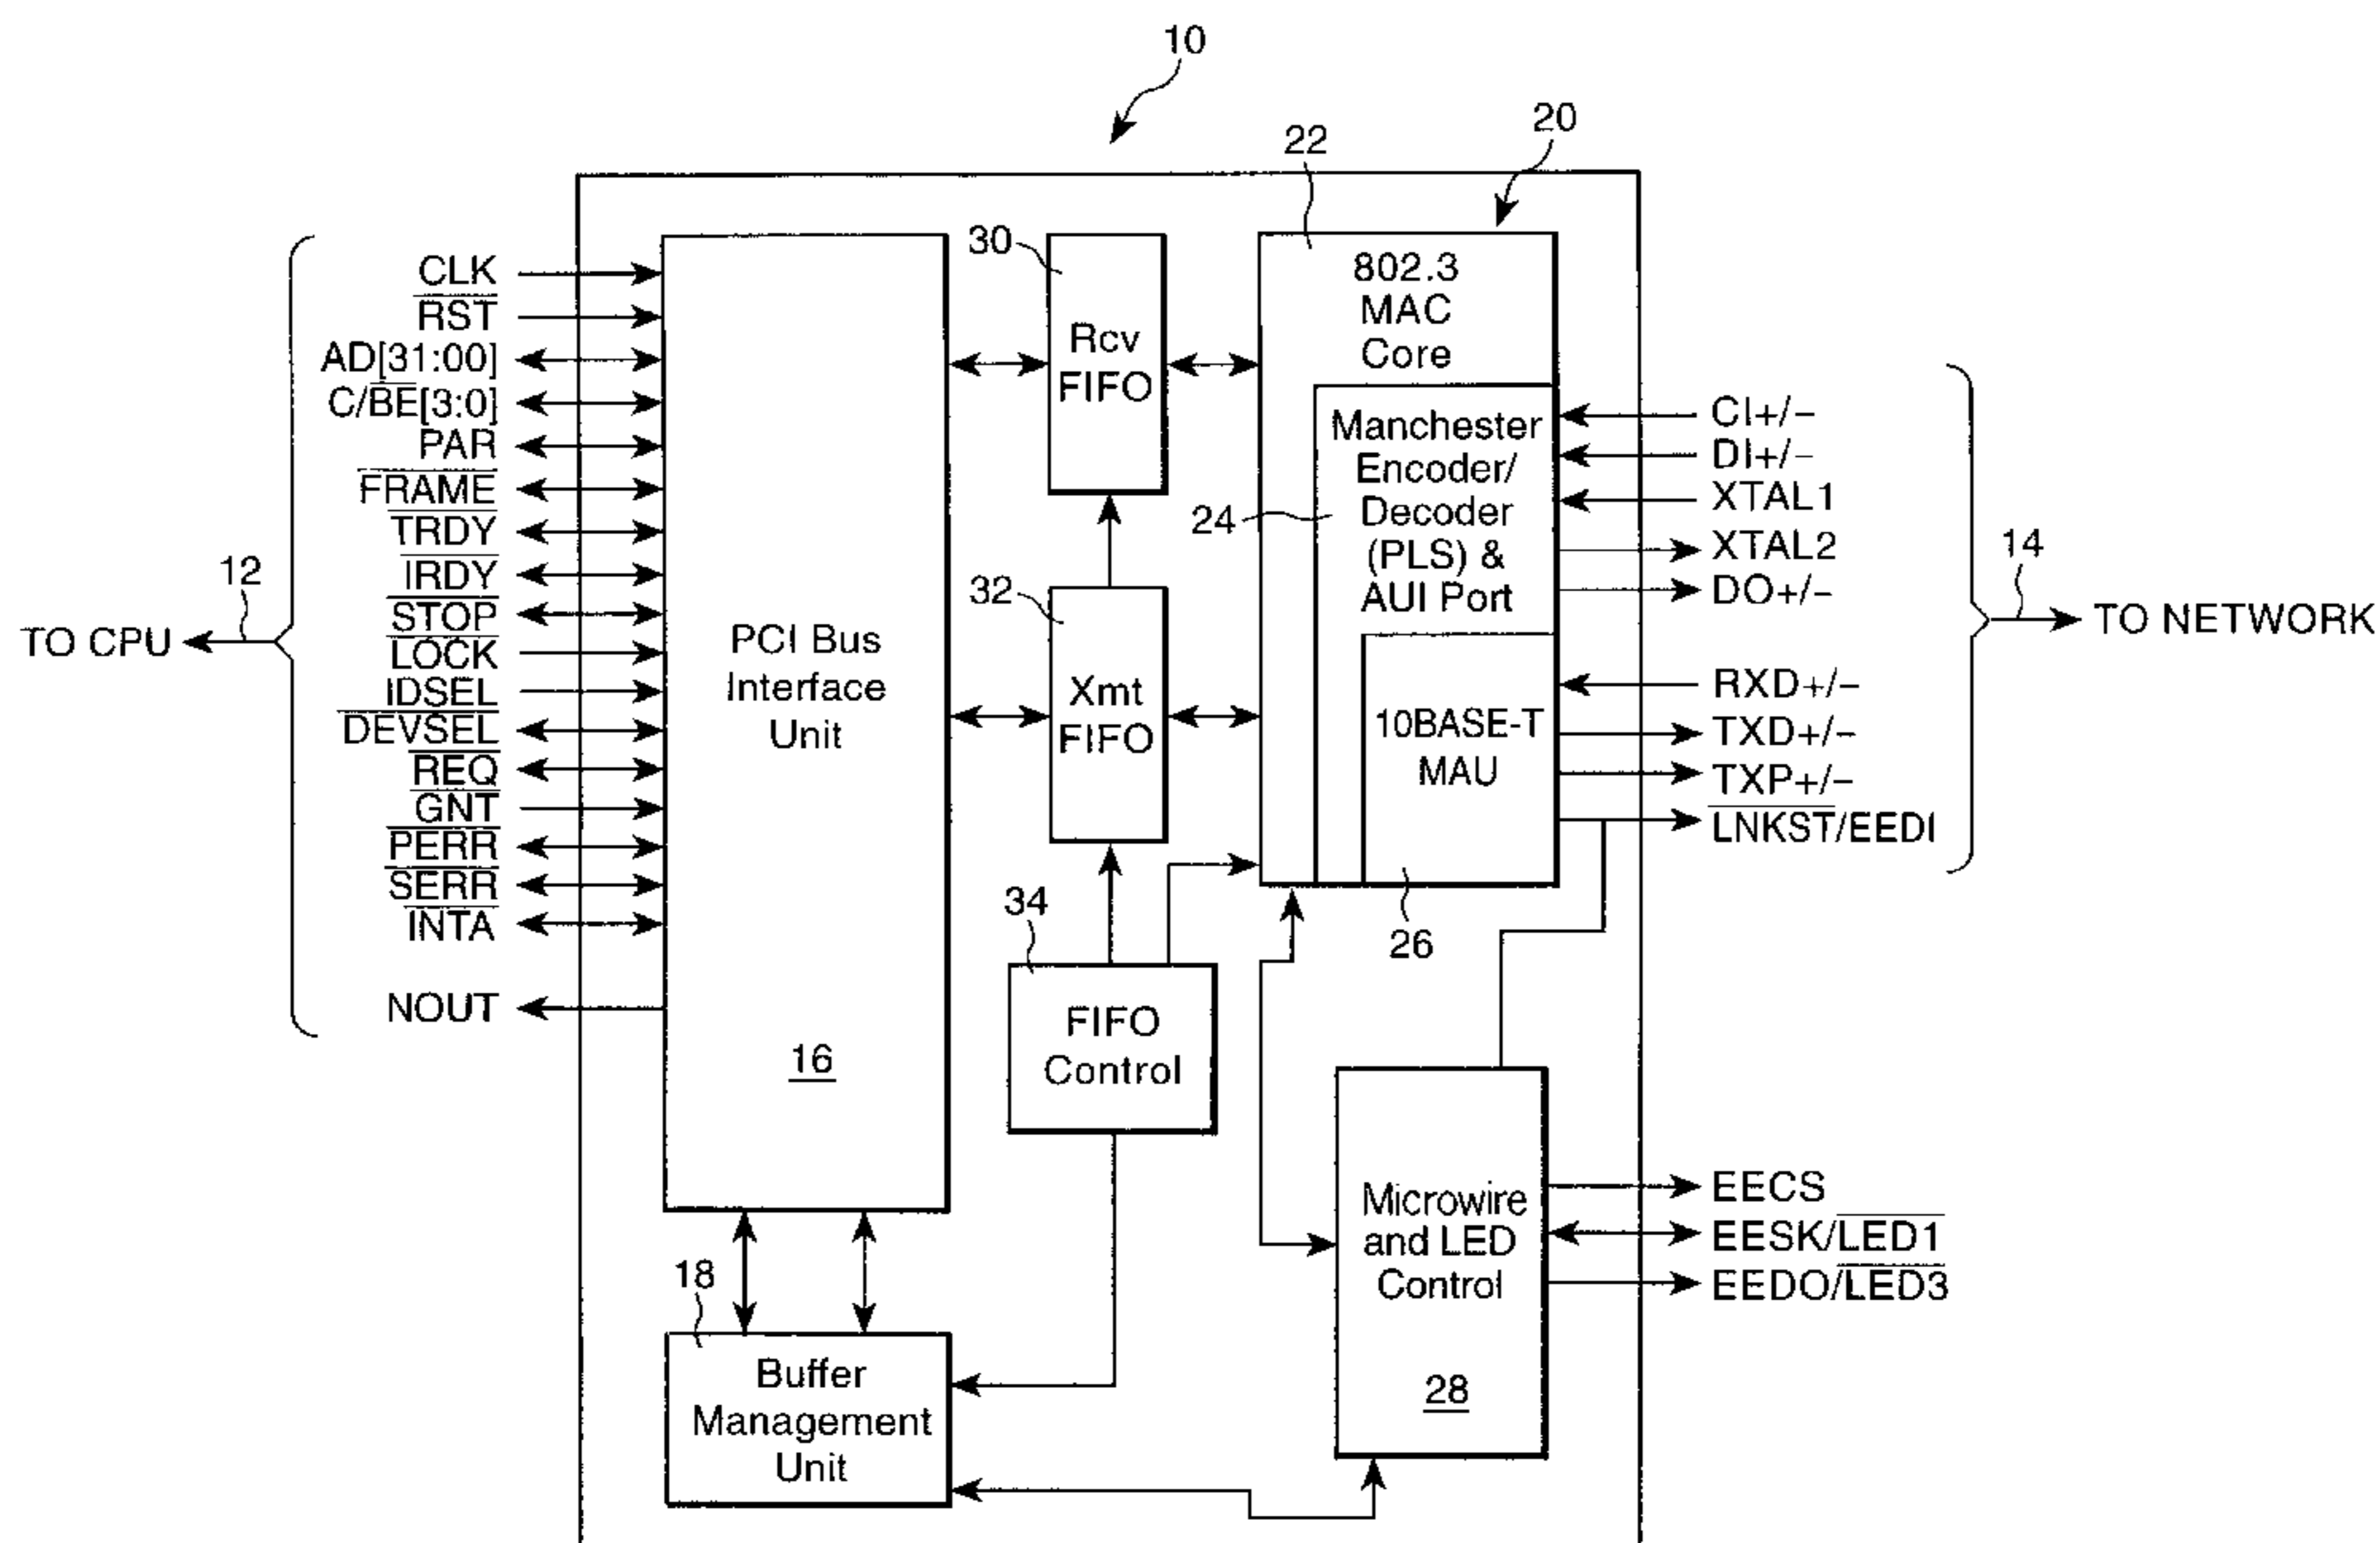 10
20
22
30
802.3
MAC
Core
Rcv
FIFO
CLK
RST
AD[31:00]
C/BE[3:0]
PAR
FRAME
TRDY
IRDY
STOP
LOCK
IDSEL
DEVSEL
REQ
GNT
PERR
SERR
INTA
NOUT
12
TO CPU
PCI Bus
Interface
Unit
16
32
Xmt
FIFO
24
Manchester
Encoder/
Decoder
(PLS) &
AUI Port
10BASE-T
MAU
26
CI+/-
DI+/-
XTAL1
XTAL2
DO+/-
RXD+/-
TXD+/-
TXP+/-
LNKST/EEDI
14
TO NETWORK
34
FIFO
Control
18
Buffer
Management
Unit
Microwire
and LED
Control
28
EECS
EESK/LED1
EEDO/LED3